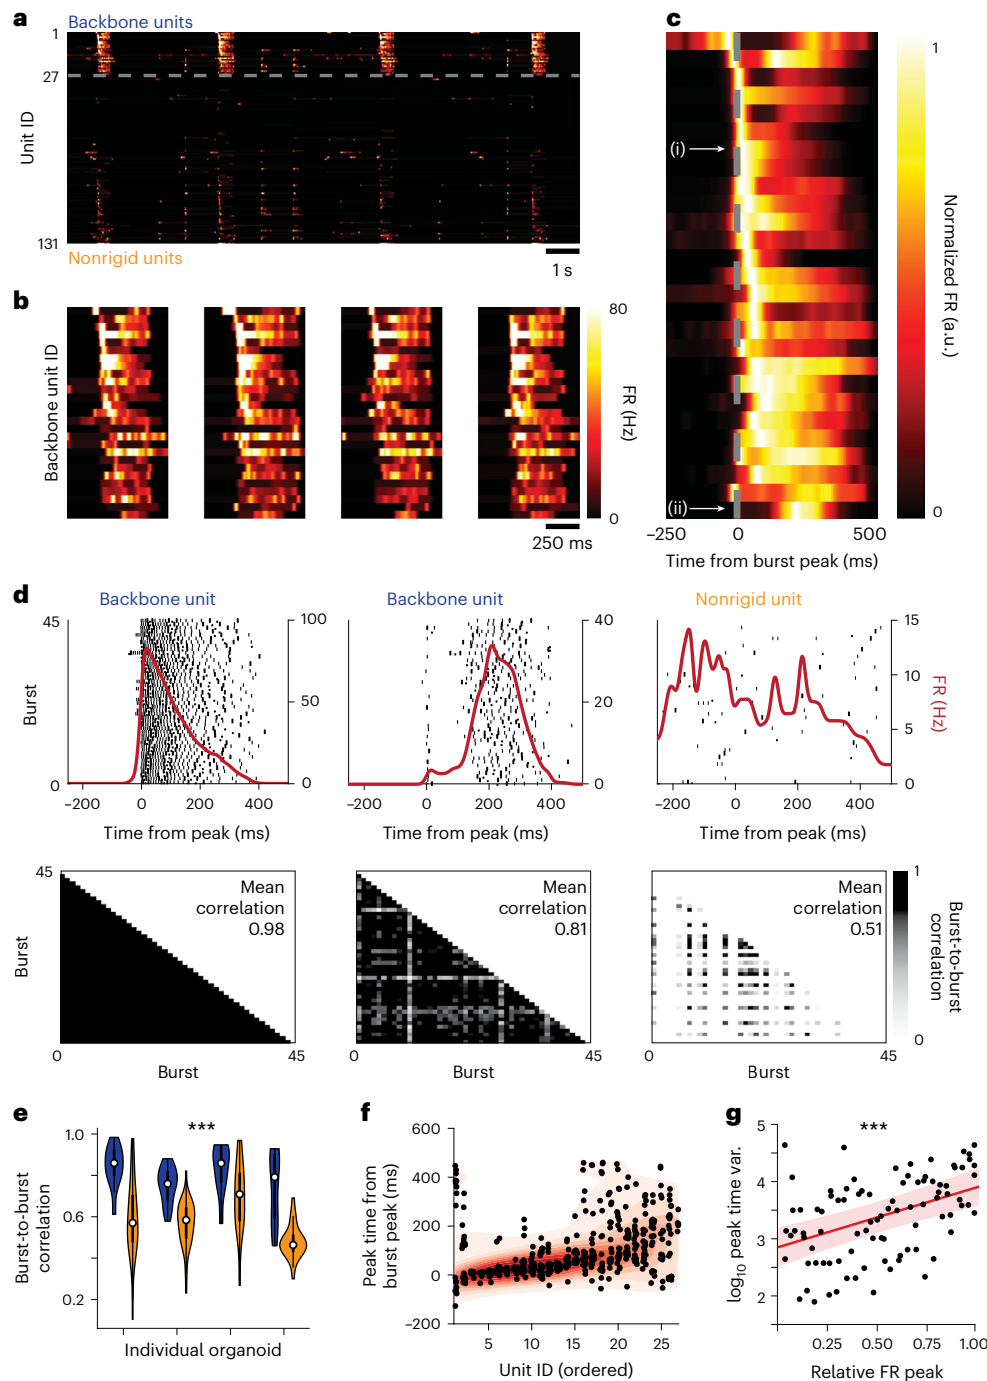 a
Backbone units
1
27
131
Unit ID
Nonrigid units
1 s
b
Backbone unit ID
80
0
FR (Hz)
250 ms
c
(i)
(ii)
−250
0
500
Time from burst peak (ms)
1
0
Normalized FR (a.u.)
d
Backbone unit
45
0
Burst
100
50
0
−200
0
200
400
Time from peak (ms)
Backbone unit
40
20
0
−200
0
200
400
Time from peak (ms)
Nonrigid unit
15
10
5
0
FR (Hz)
−200
0
200
400
Time from peak (ms)
45
Burst
Mean
correlation
0.98
0
45
Burst
Mean
correlation
0.81
0
45
Burst
Mean
correlation
0.51
0
45
Burst
1
0
Burst-to-burst
correlation
e
***
1.0
0.6
0.2
Burst-to-burst
correlation
Individual organoid
f
600
400
200
0
−200
Peak time from
burst peak (ms)
5
10
15
20
25
Unit ID (ordered)
g
***
5
4
3
2
log10 peak time var.
0.25
0.50
0.75
1.00
Relative FR peak